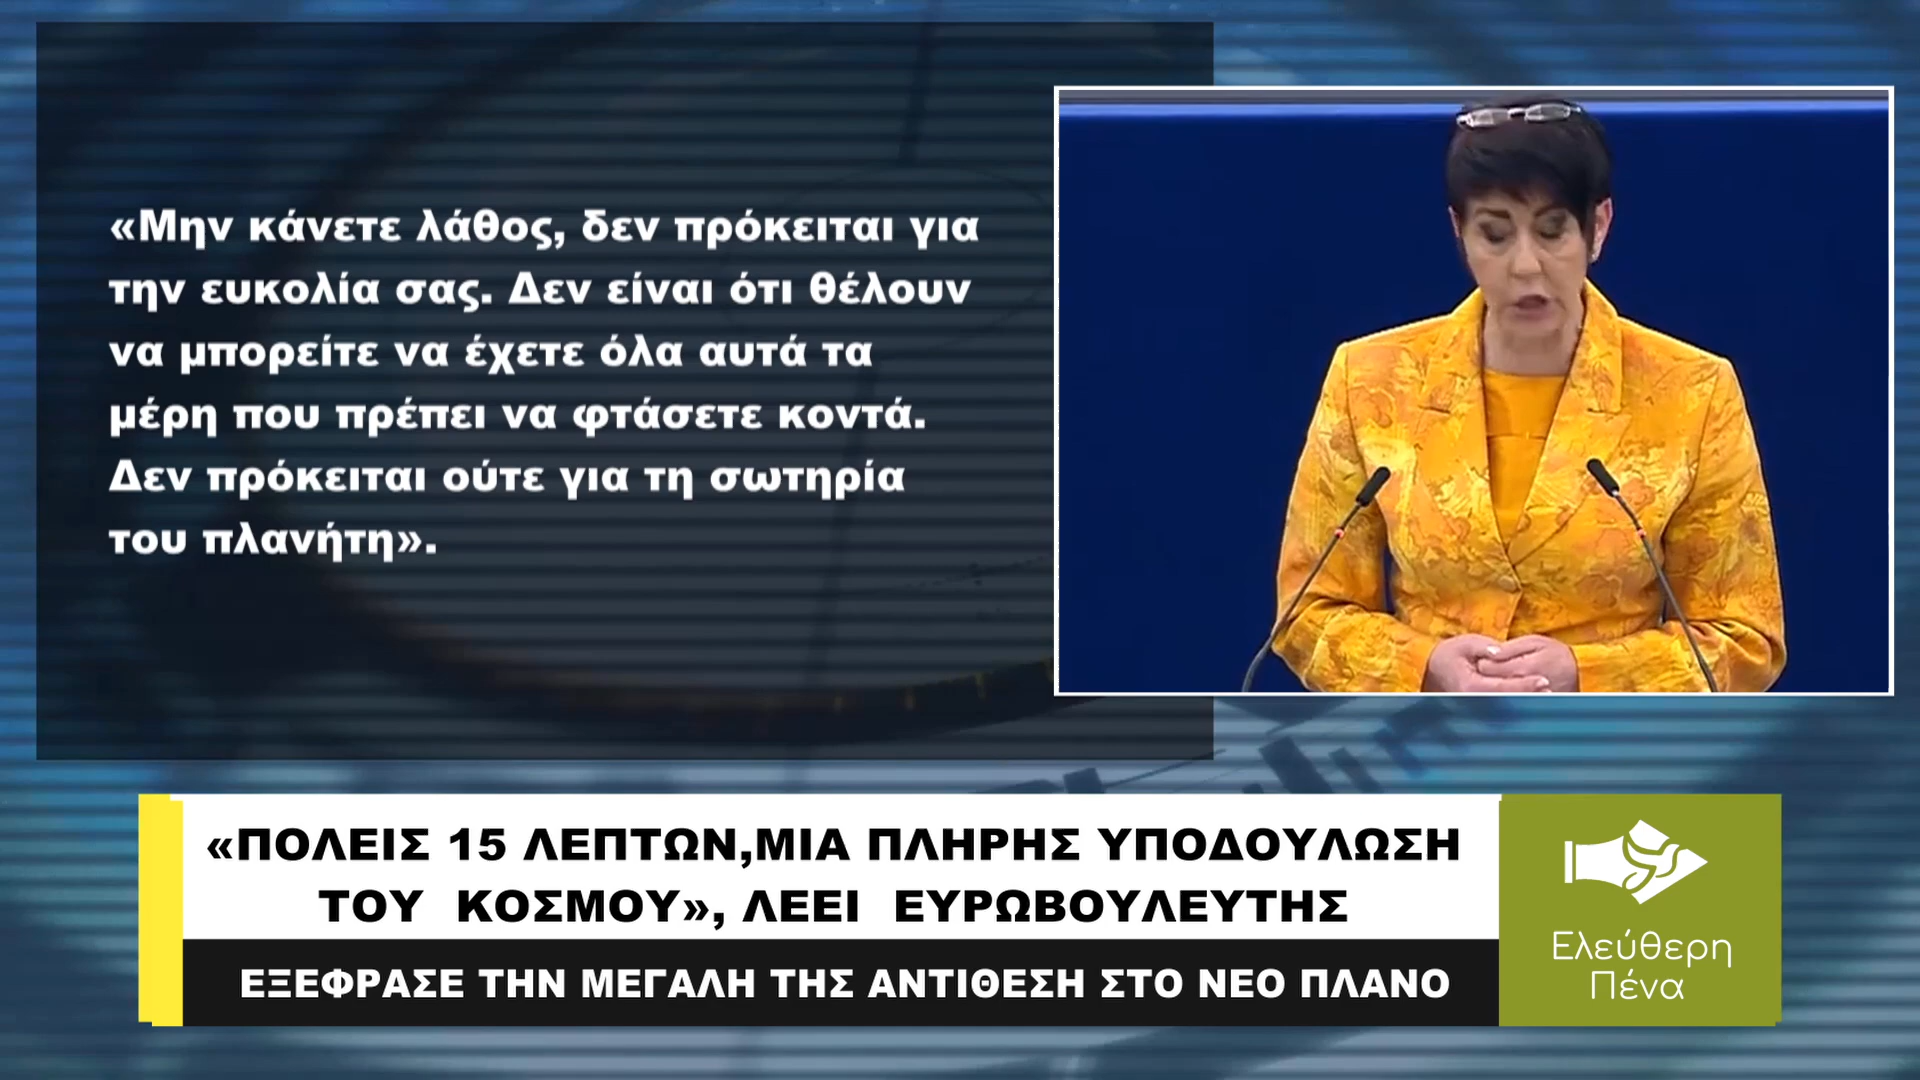 «Μην κάνετε λάθος, δεν πρόκειται για
την ευκολία σας. Δεν είναι ότι θέλουν
να μπορείτε να έχετε όλα αυτά τα
μέρη που πρέπει να φτάσετε κοντά.
Δεν πρόκειται ούτε για τη σωτηρία
του πλανήτη».
«ΠΟΛΕΙΣ 15 ΛΕΠΤΩΝ,ΜΙΑ ΠΛΗΡΗΣ ΥΠΟΔΟΥΛΩΣΗ
ΤΟΥ ΚΟΣΜΟΥ», ΛΕΕΙ ΕΥΡΩΒΟΥΛΕΥΤΗΣ
ΕΞΕΦΡΑΣΕ ΤΗΝ ΜΕΓΑΛΗ ΤΗΣ ΑΝΤΙΘΕΣΗ ΣΤΟ ΝΕΟ ΠΛΑΝΟ
Ελεύθερη
Πένα